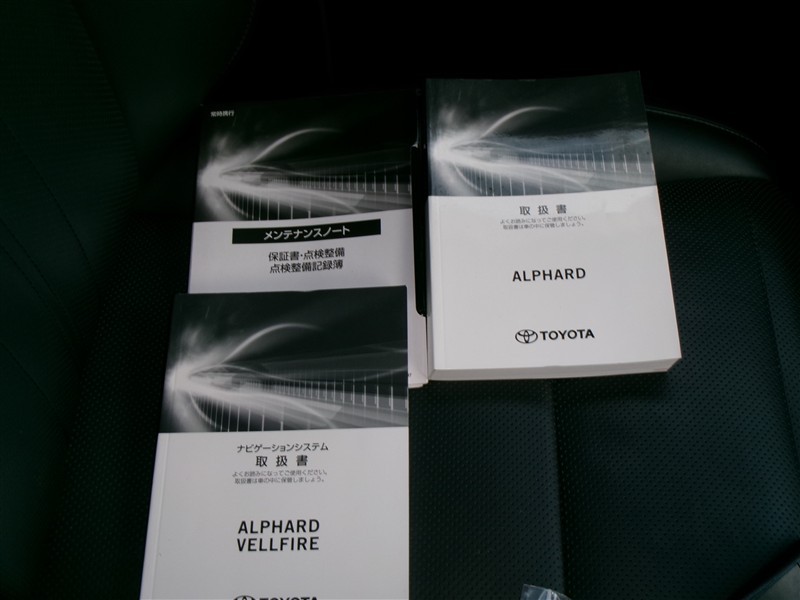 常時携行
メンテナンスノート
保証書・点検整備
点検整備記録簿
取扱書
よくお読みになってご使用ください。
取扱書は車の中に保管しましょう。
ALPHARD
TOYOTA
ナビゲーションシステム
取扱書
よくお読みになってご使用ください。
取扱書は車の中に保管しましょう。
ALPHARD
VELLFIRE
TOYOTA